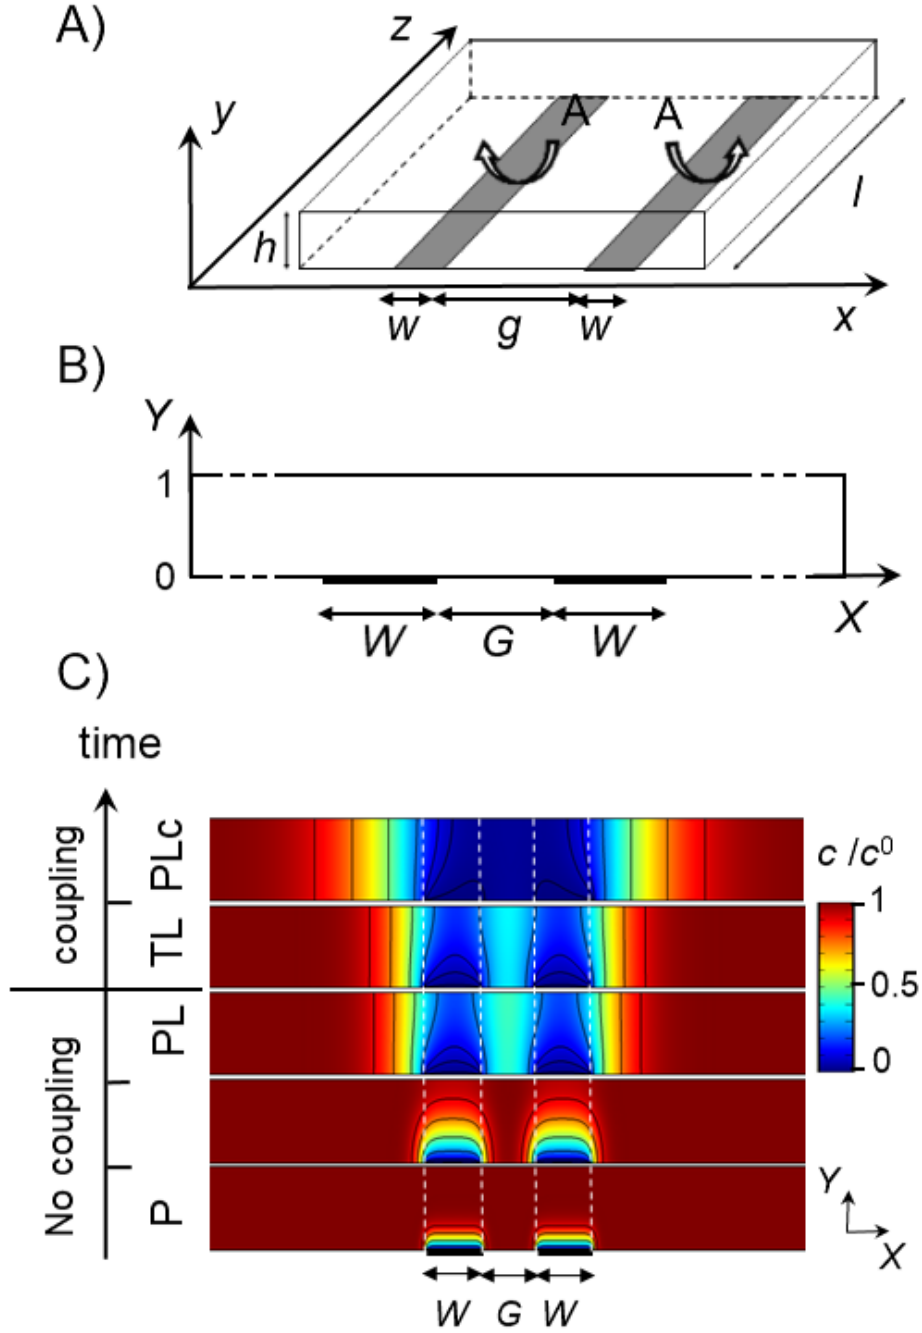 A)
z
y
A A
l
h
w g w
x
B)
Y
1
0
W G W
X
C)
time
coupling
PLc
TL
No coupling
PL
P
c /c⁰
1
0.5
0
Y
X
W G W